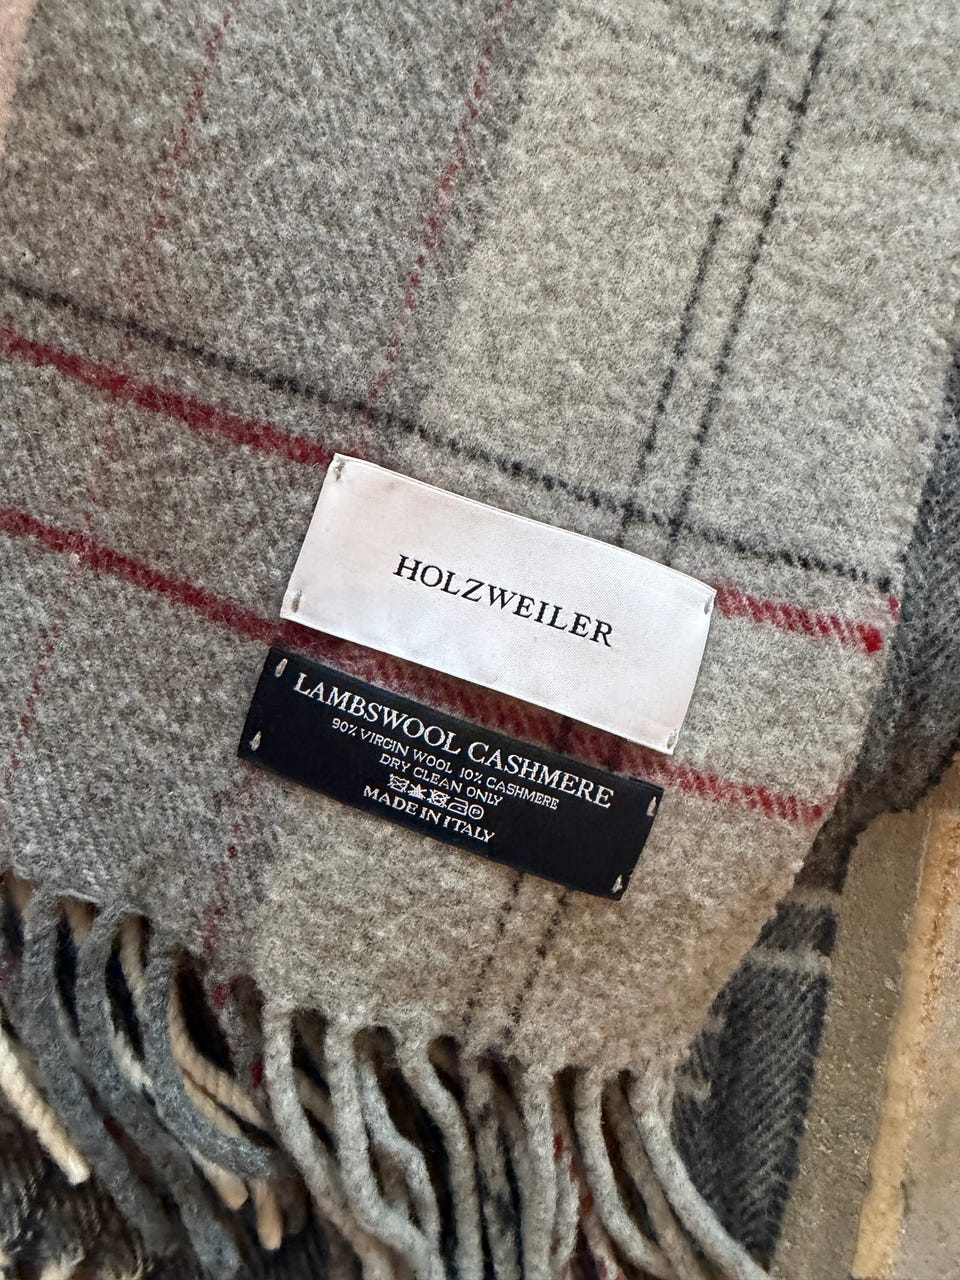 HOLZWEILER
LAMBSWOOL CASHMERE
90% VIRGIN WOOL 10% CASHMERE
DRY CLEAN ONLY
MADE IN ITALY